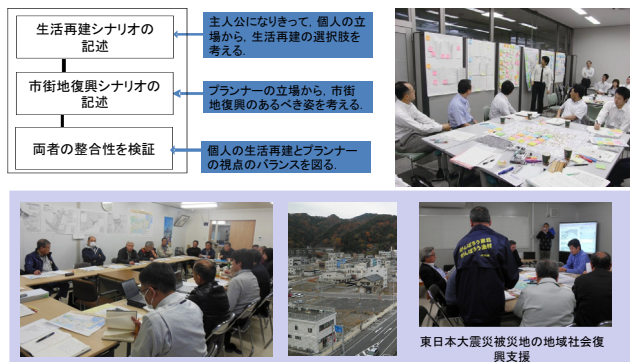 生活再建シナリオの
記述
主人公になりきって，個人の立
場から，生活再建の選択肢を
考える．
市街地復興シナリオの
記述
プランナーの立場から，市街
地復興のあるべき姿を考える．
両者の整合性を検証
個人の生活再建とプランナー
の視点のバランスを図る．
東日本大震災被災地の地域社会復
興支援